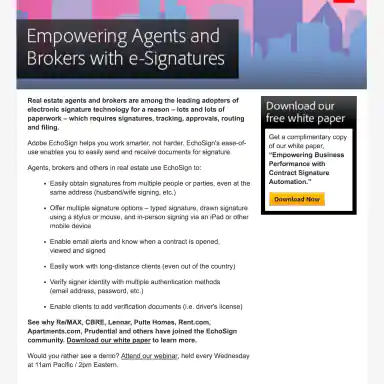 Empowering Agents and
Brokers with e-Signatures
Real estate agents and brokers are among the leading adopters of
electronic signature technology for a reason – lots and lots of
paperwork – which requires signatures, tracking, approvals, routing
and filing.
Adobe EchoSign helps you work smarter, not harder. EchoSign's ease-of-
use enables you to easily send and receive documents for signature.
Agents, brokers and others in real estate use EchoSign to:
• Easily obtain signatures from multiple people or parties, even at the
same address (husband/wife signing, etc.)
• Offer multiple signature options – typed signature, drawn signature
using a stylus or mouse, and in-person signing via an iPad or other
mobile device
• Enable email alerts and know when a contract is opened,
viewed and signed
• Easily work with long-distance clients (even out of the country)
• Verify signer identity with multiple authentication methods
(email address, password, etc.)
• Enable clients to add verification documents (i.e. driver's license)
See why Re/MAX, CBRE, Lennar, Pulte Homes, Rent.com,
Apartments.com, Prudential and others have joined the EchoSign
community. Download our white paper to learn more.
Would you rather see a demo? Attend our webinar, held every Wednesday
at 11am Pacific / 2pm Eastern.
Download our
free white paper
Get a complimentary copy
of our white paper,
"Empowering Business
Performance with
Contract Signature
Automation."
Download Now